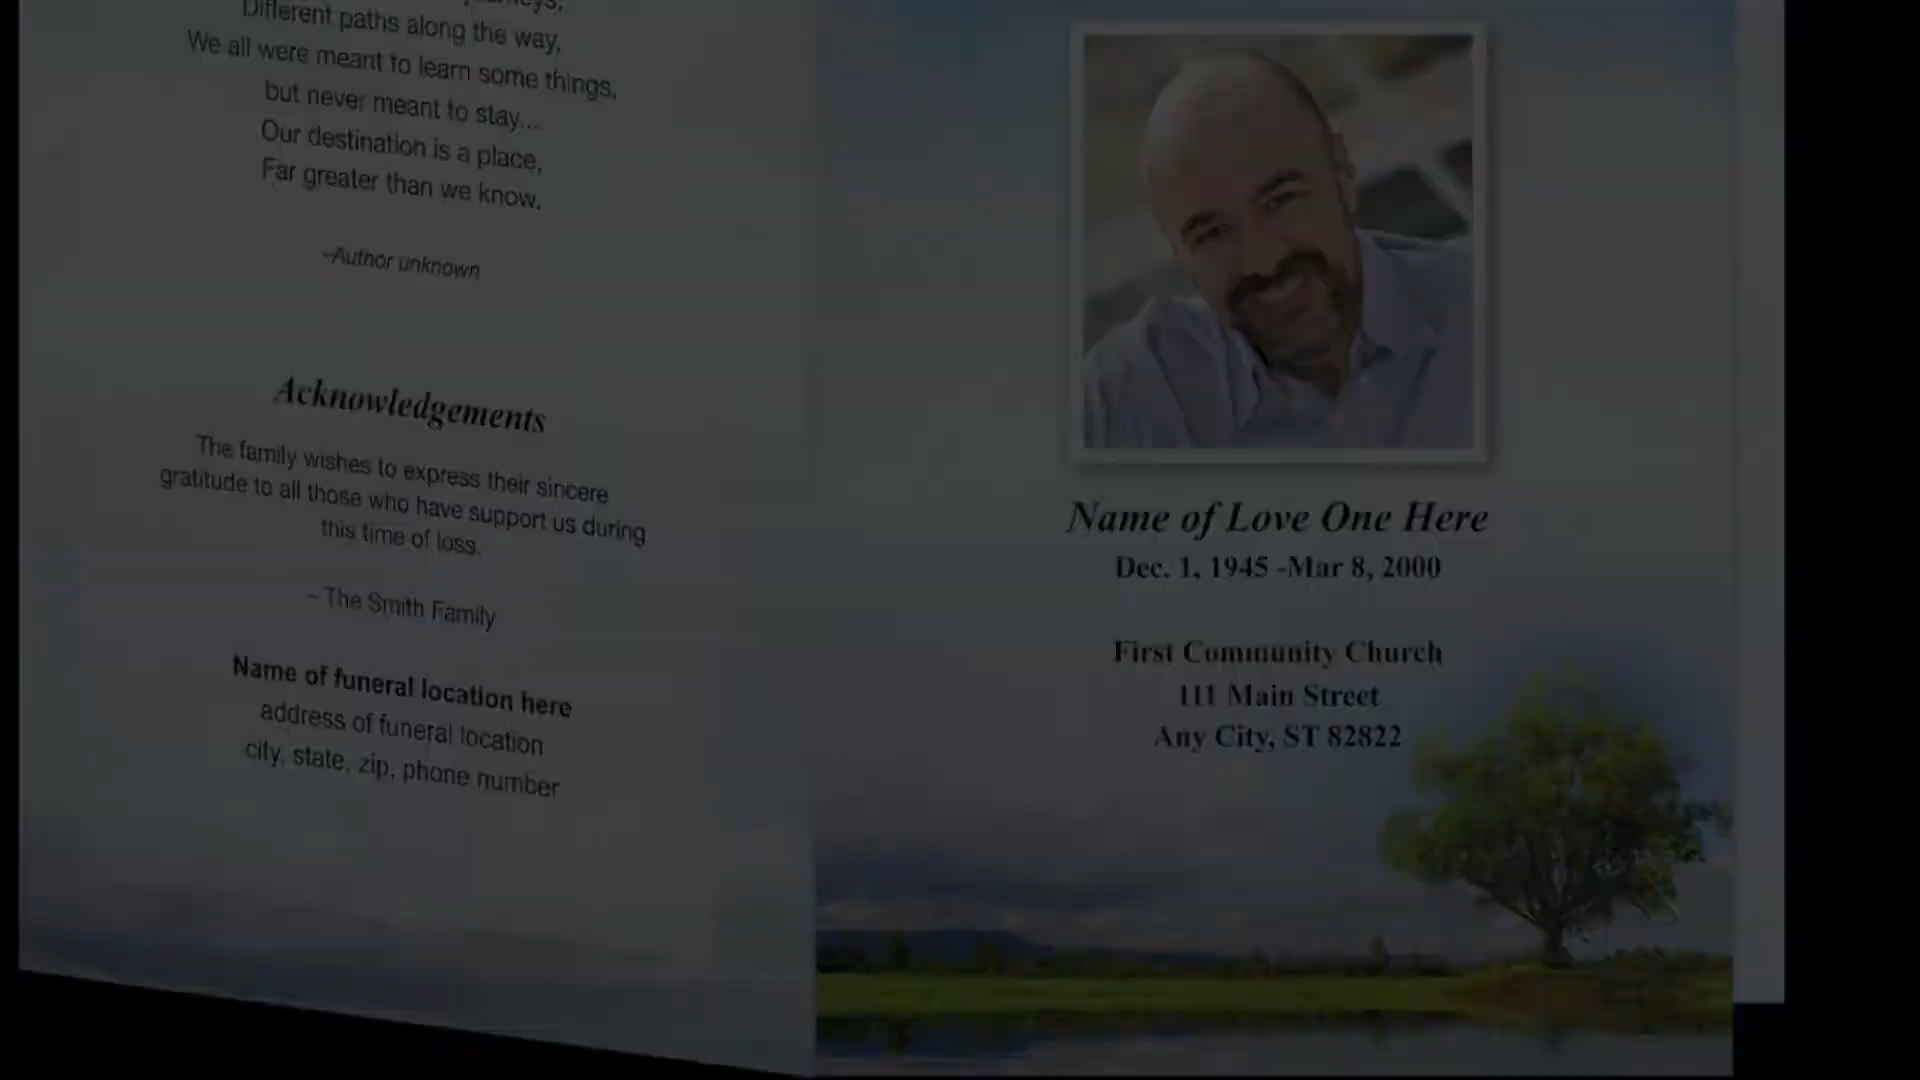 Different paths along the way,
We all were meant to learn some things,
but never meant to stay...
Our destination is a place,
Far greater than we know.
~Author unknown
Acknowledgements
The family wishes to express their sincere
gratitude to all those who have support us during
this time of loss.
~ The Smith Family
Name of funeral location here
address of funeral location
city, state, zip, phone number
Name of Love One Here
Dec. 1, 1945 -Mar 8, 2000
First Community Church
111 Main Street
Any City, ST 82822